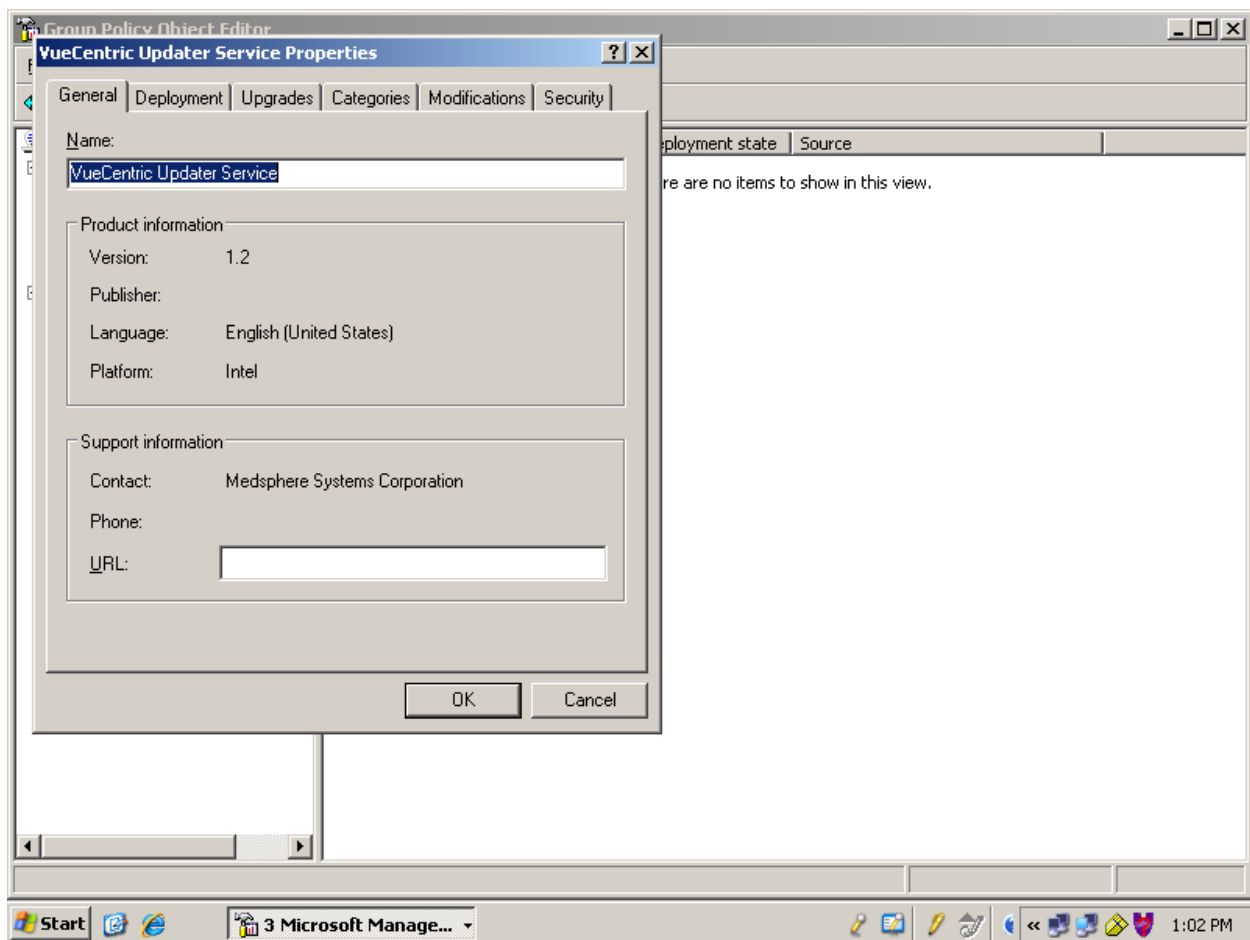 Group Policy Object Editor
VueCentric Updater Service Properties
General Deployment Upgrades Categories Modifications Security
Name:
VueCentric Updater Service
ployment state Source
re are no items to show in this view.
Product information
Version: 1.2
Publisher:
Language: English (United States)
Platform: Intel
Support information
Contact: Medsphere Systems Corporation
Phone:
URL:
OK Cancel
Start 3 Microsoft Manage... « 1:02 PM